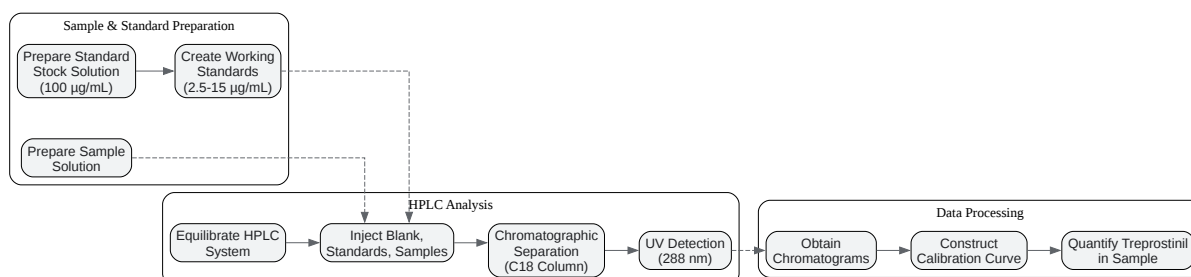 Sample & Standard Preparation
Prepare Standard
Stock Solution
(100 µg/mL)
Create Working
Standards
(2.5-15 µg/mL)
Prepare Sample
Solution
HPLC Analysis
Equilibrate HPLC
System
Inject Blank,
Standards, Samples
Chromatographic
Separation
(C18 Column)
UV Detection
(288 nm)
Data Processing
Obtain
Chromatograms
Construct
Calibration Curve
Quantify Treprostinil
in Sample